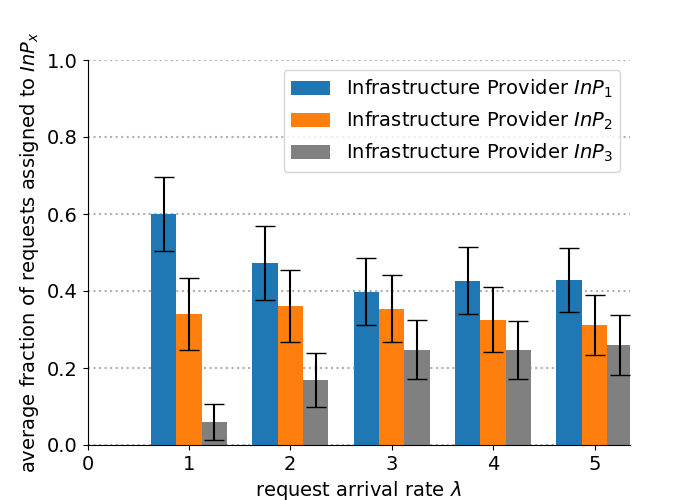 average fraction of requests assigned to InPₓ
1.0
0.8
0.6
0.4
0.2
0.0
Infrastructure Provider InP₁
Infrastructure Provider InP₂
Infrastructure Provider InP₃
0 1 2 3 4 5
request arrival rate λ